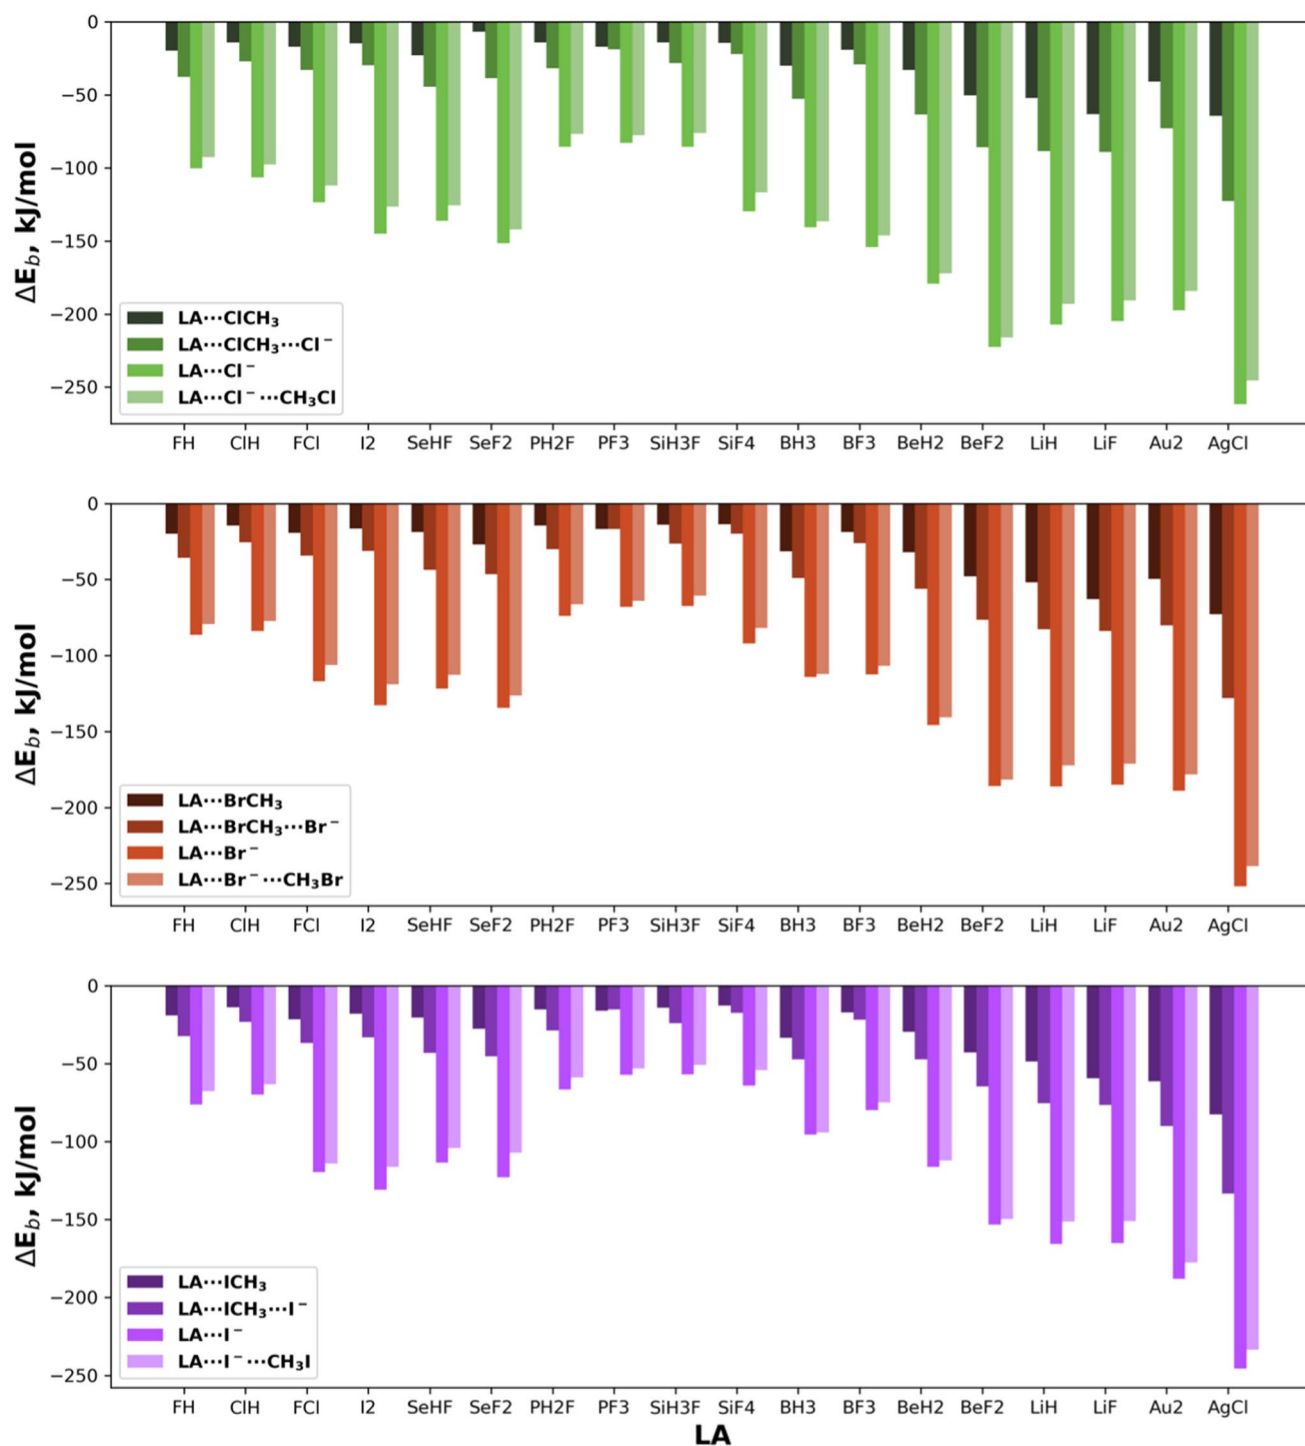 0
−50
−100
−150
−200
−250
ΔE_b, kJ/mol
LA···ClCH₃
LA···ClCH₃···Cl⁻
LA···Cl⁻
LA···Cl⁻···CH₃Cl
FH ClH FCl I2 SeHF SeF2 PH2F PF3 SiH3F SiF4 BH3 BF3 BeH2 BeF2 LiH LiF Au2 AgCl
0
−50
−100
−150
−200
−250
ΔE_b, kJ/mol
LA···BrCH₃
LA···BrCH₃···Br⁻
LA···Br⁻
LA···Br⁻···CH₃Br
FH ClH FCl I2 SeHF SeF2 PH2F PF3 SiH3F SiF4 BH3 BF3 BeH2 BeF2 LiH LiF Au2 AgCl
0
−50
−100
−150
−200
−250
ΔE_b, kJ/mol
LA···ICH₃
LA···ICH₃···I⁻
LA···I⁻
LA···I⁻···CH₃I
FH ClH FCl I2 SeHF SeF2 PH2F PF3 SiH3F SiF4 BH3 BF3 BeH2 BeF2 LiH LiF Au2 AgCl
LA